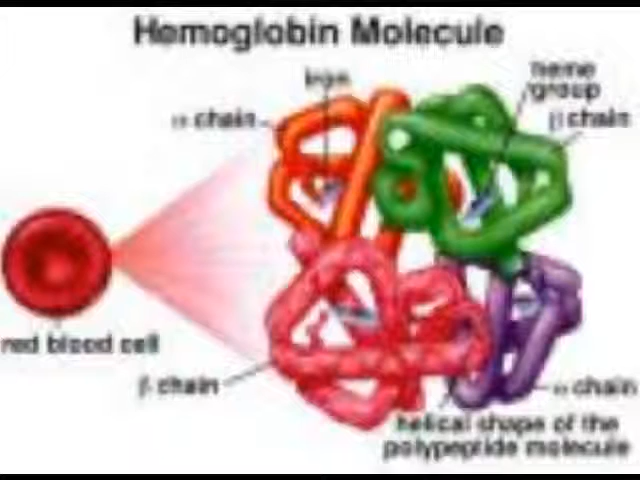 Hemoglobin Molecule
iron
heme
group
α chain
β chain
red blood cell
β chain
α chain
helical shape of the
polypeptide molecule